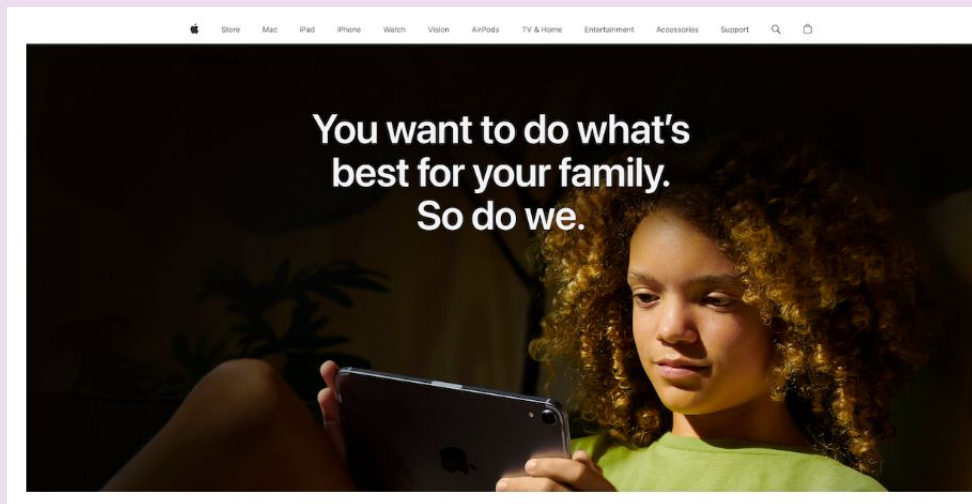 Store Mac iPad iPhone Watch Vision AirPods TV & Home Entertainment Accessories Support
You want to do what's
best for your family.
So do we.